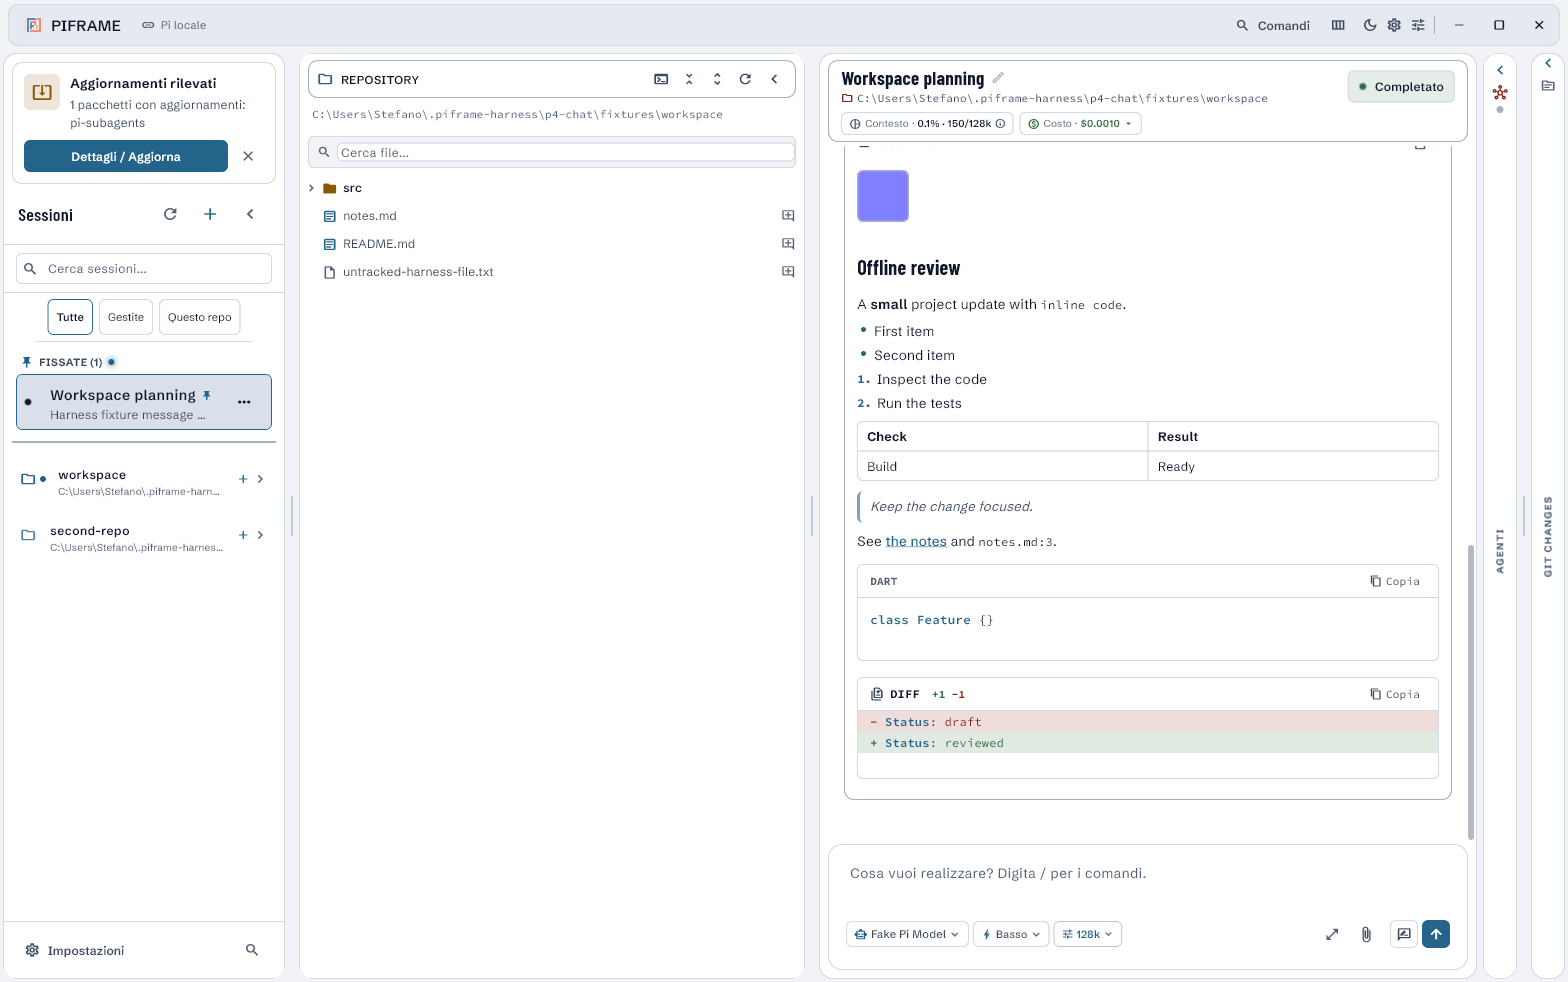 PIFRAME
Pi locale
Comandi
Aggiornamenti rilevati
1 pacchetti con aggiornamenti:
pi-subagents
Dettagli / Aggiorna
Sessioni
Cerca sessioni...
Tutte
Gestite
Questo repo
FISSATE (1)
Workspace planning
Harness fixture message ...
workspace
C:\Users\Stefano\.piframe-harn...
second-repo
C:\Users\Stefano\.piframe-harnes...
Impostazioni
REPOSITORY
C:\Users\Stefano\.piframe-harness\p4-chat\fixtures\workspace
Cerca file...
src
notes.md
README.md
untracked-harness-file.txt
Workspace planning
C:\Users\Stefano\.piframe-harness\p4-chat\fixtures\workspace
Contesto · 0.1% · 150/128k
Costo · $0.0010
Completato
Offline review
A small project update with inline code.
• First item
• Second item
1. Inspect the code
2. Run the tests
Check Result
Build Ready
Keep the change focused.
See the notes and notes.md:3.
DART
Copia
class Feature {}
DIFF +1 -1
Copia
- Status: draft
+ Status: reviewed
Cosa vuoi realizzare? Digita / per i comandi.
Fake Pi Model
Basso
128k
AGENTI
GIT CHANGES